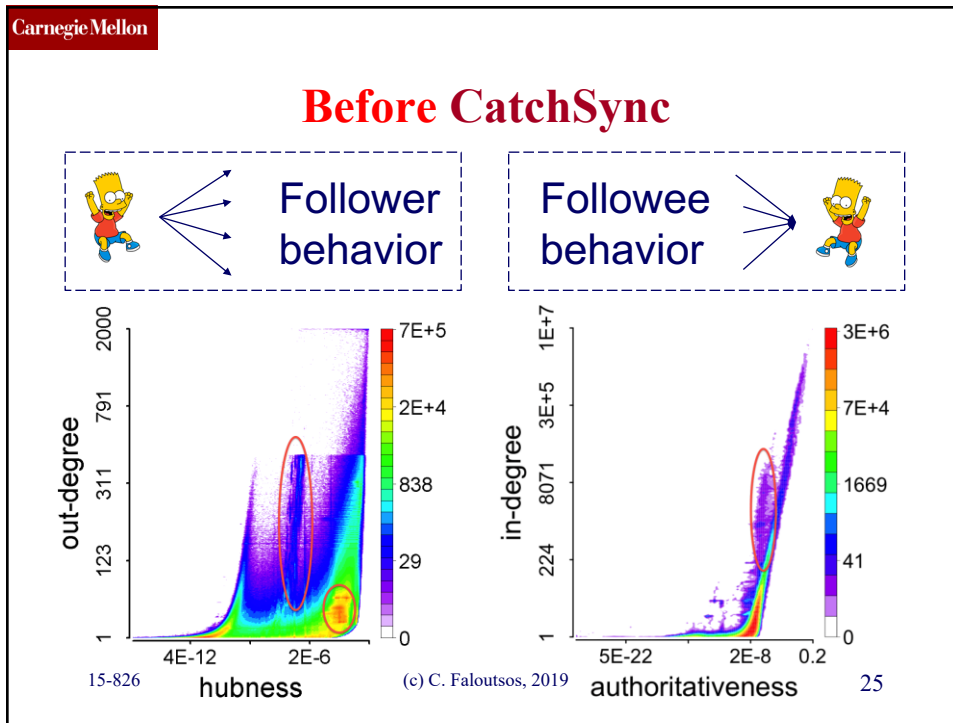 Carnegie Mellon
Before CatchSync
Follower
behavior
Followee
behavior
out-degree
2000
791
311
123
1
4E-12
2E-6
hubness
7E+5
2E+4
838
29
0
in-degree
1E+7
3E+5
8071
224
1
5E-22
2E-8
0.2
authoritativeness
3E+6
7E+4
1669
41
0
15-826
(c) C. Faloutsos, 2019
25